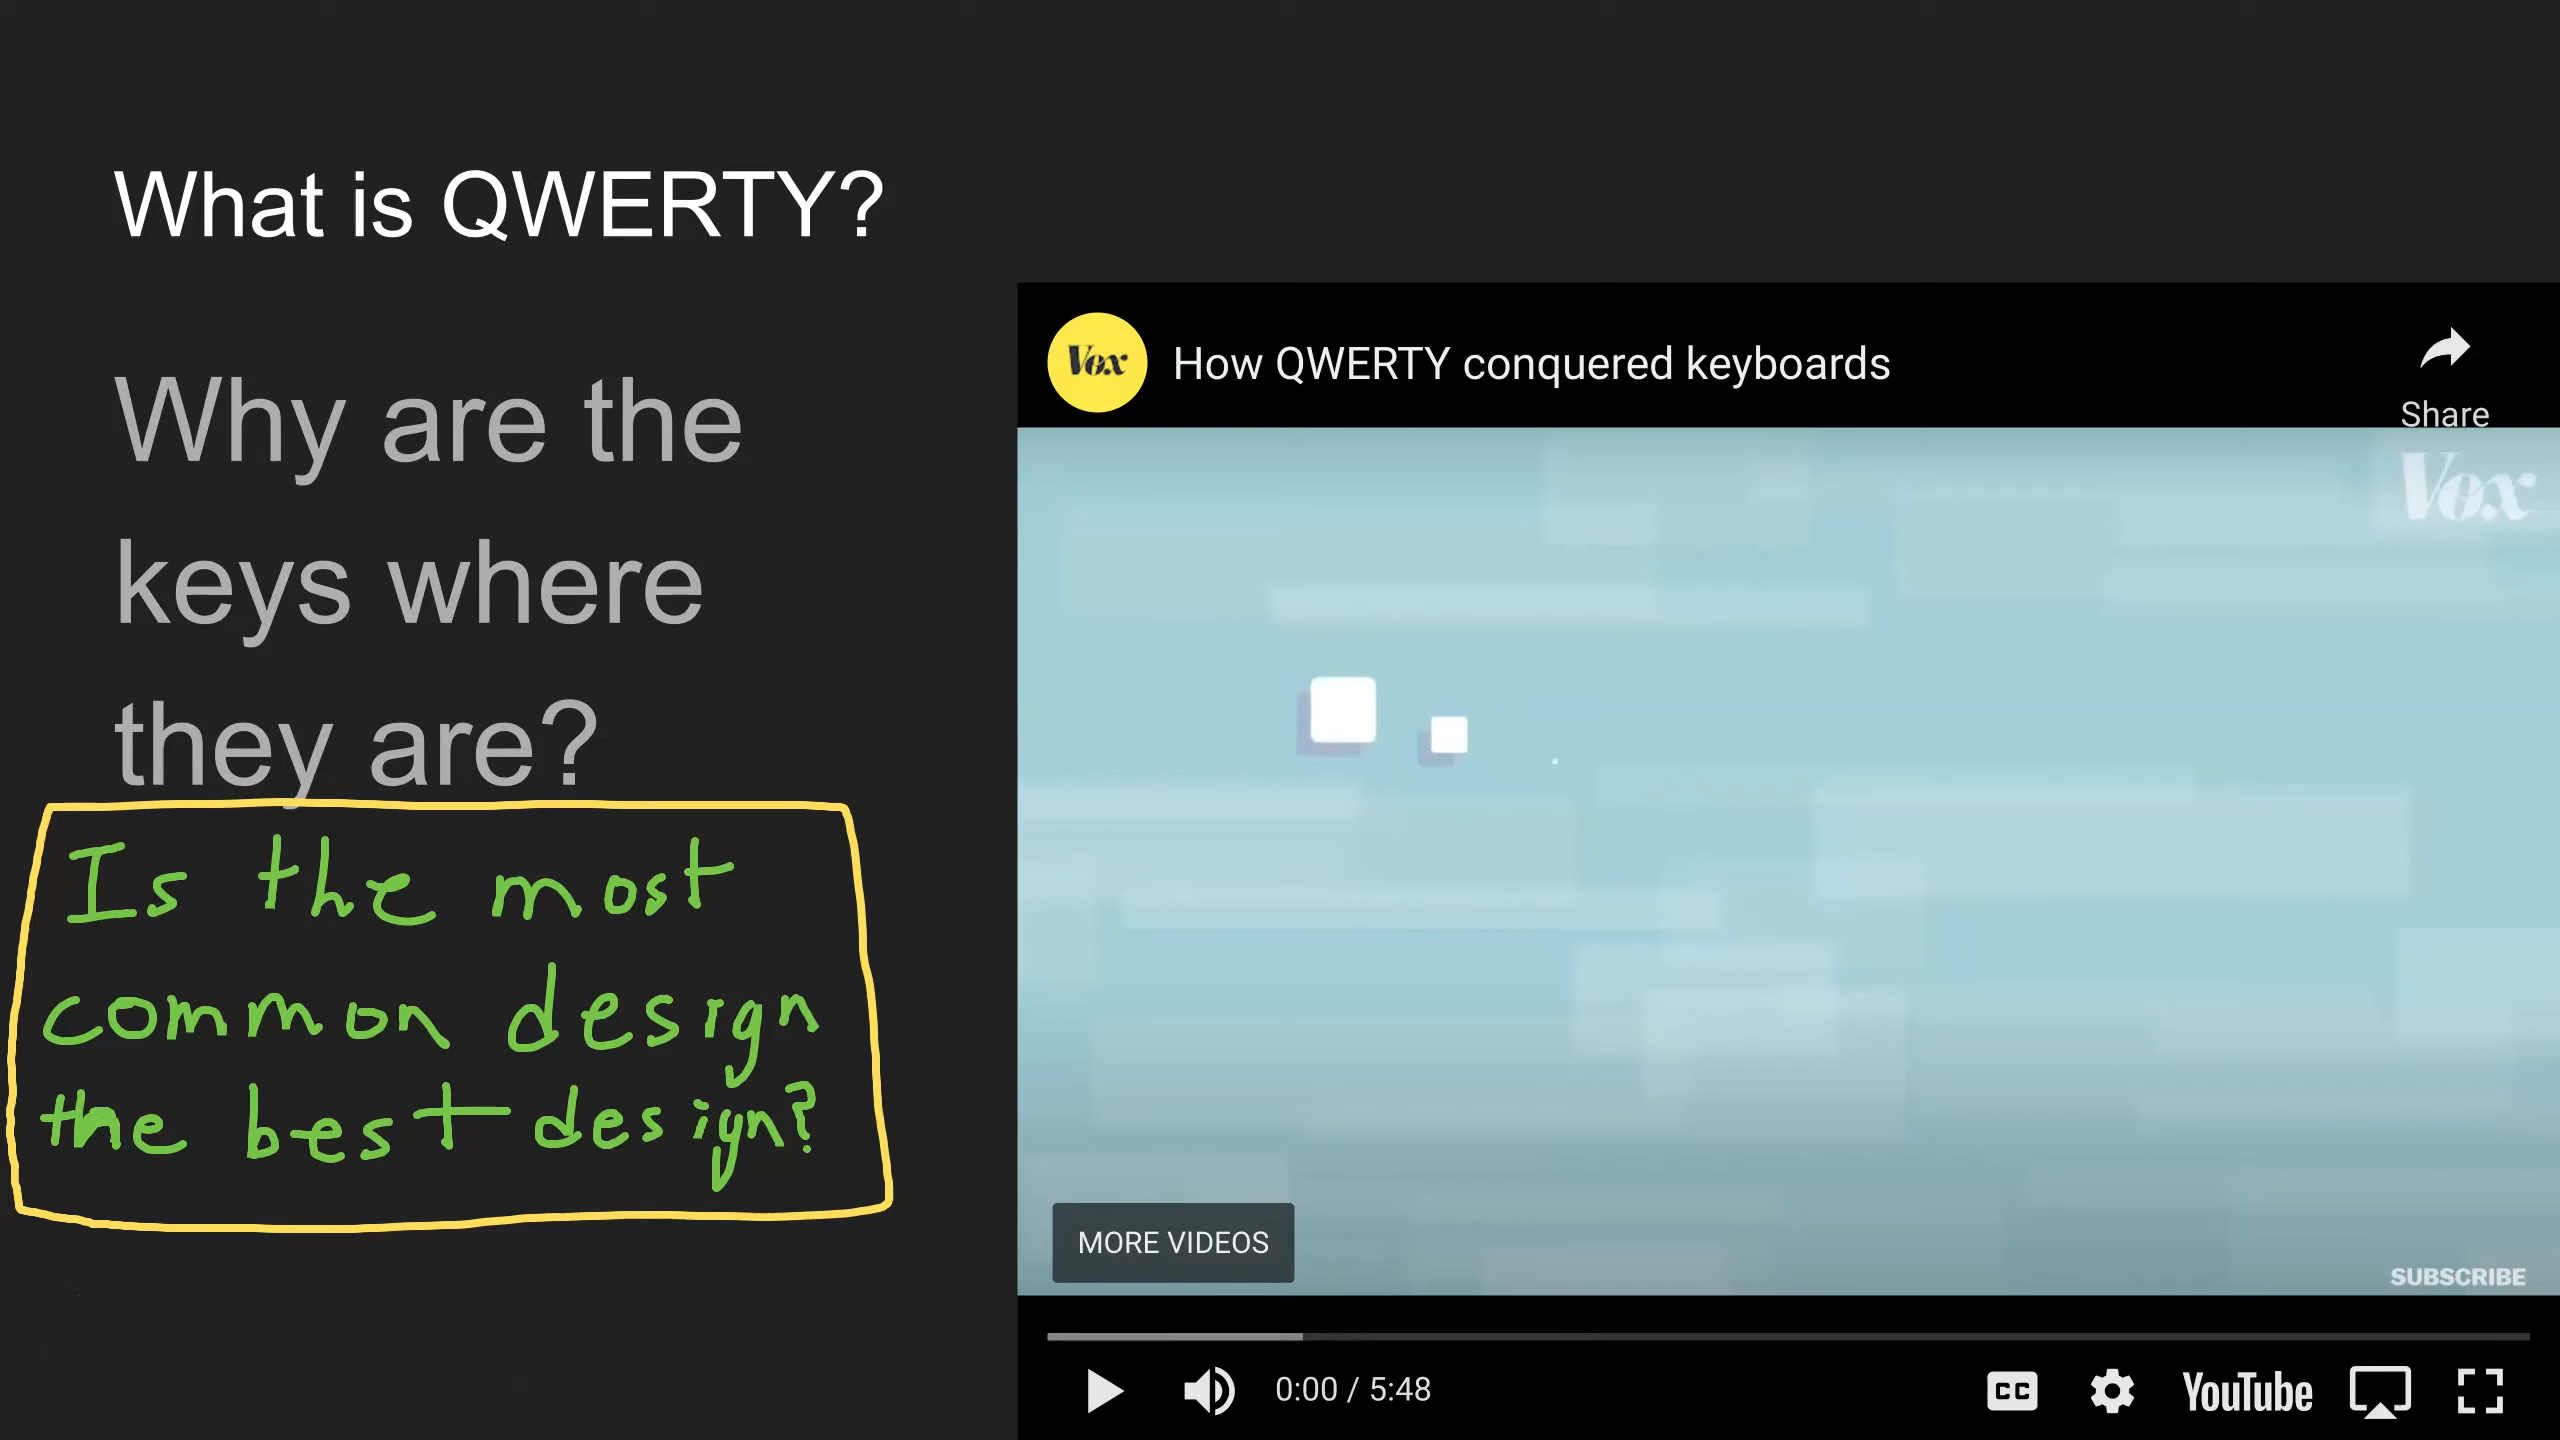 What is QWERTY?
Why are the
keys where
they are?
Is the most
common design
the best design?
Vox
How QWERTY conquered keyboards
Share
Vox
MORE VIDEOS
SUBSCRIBE
0:00 / 5:48
CC
YouTube